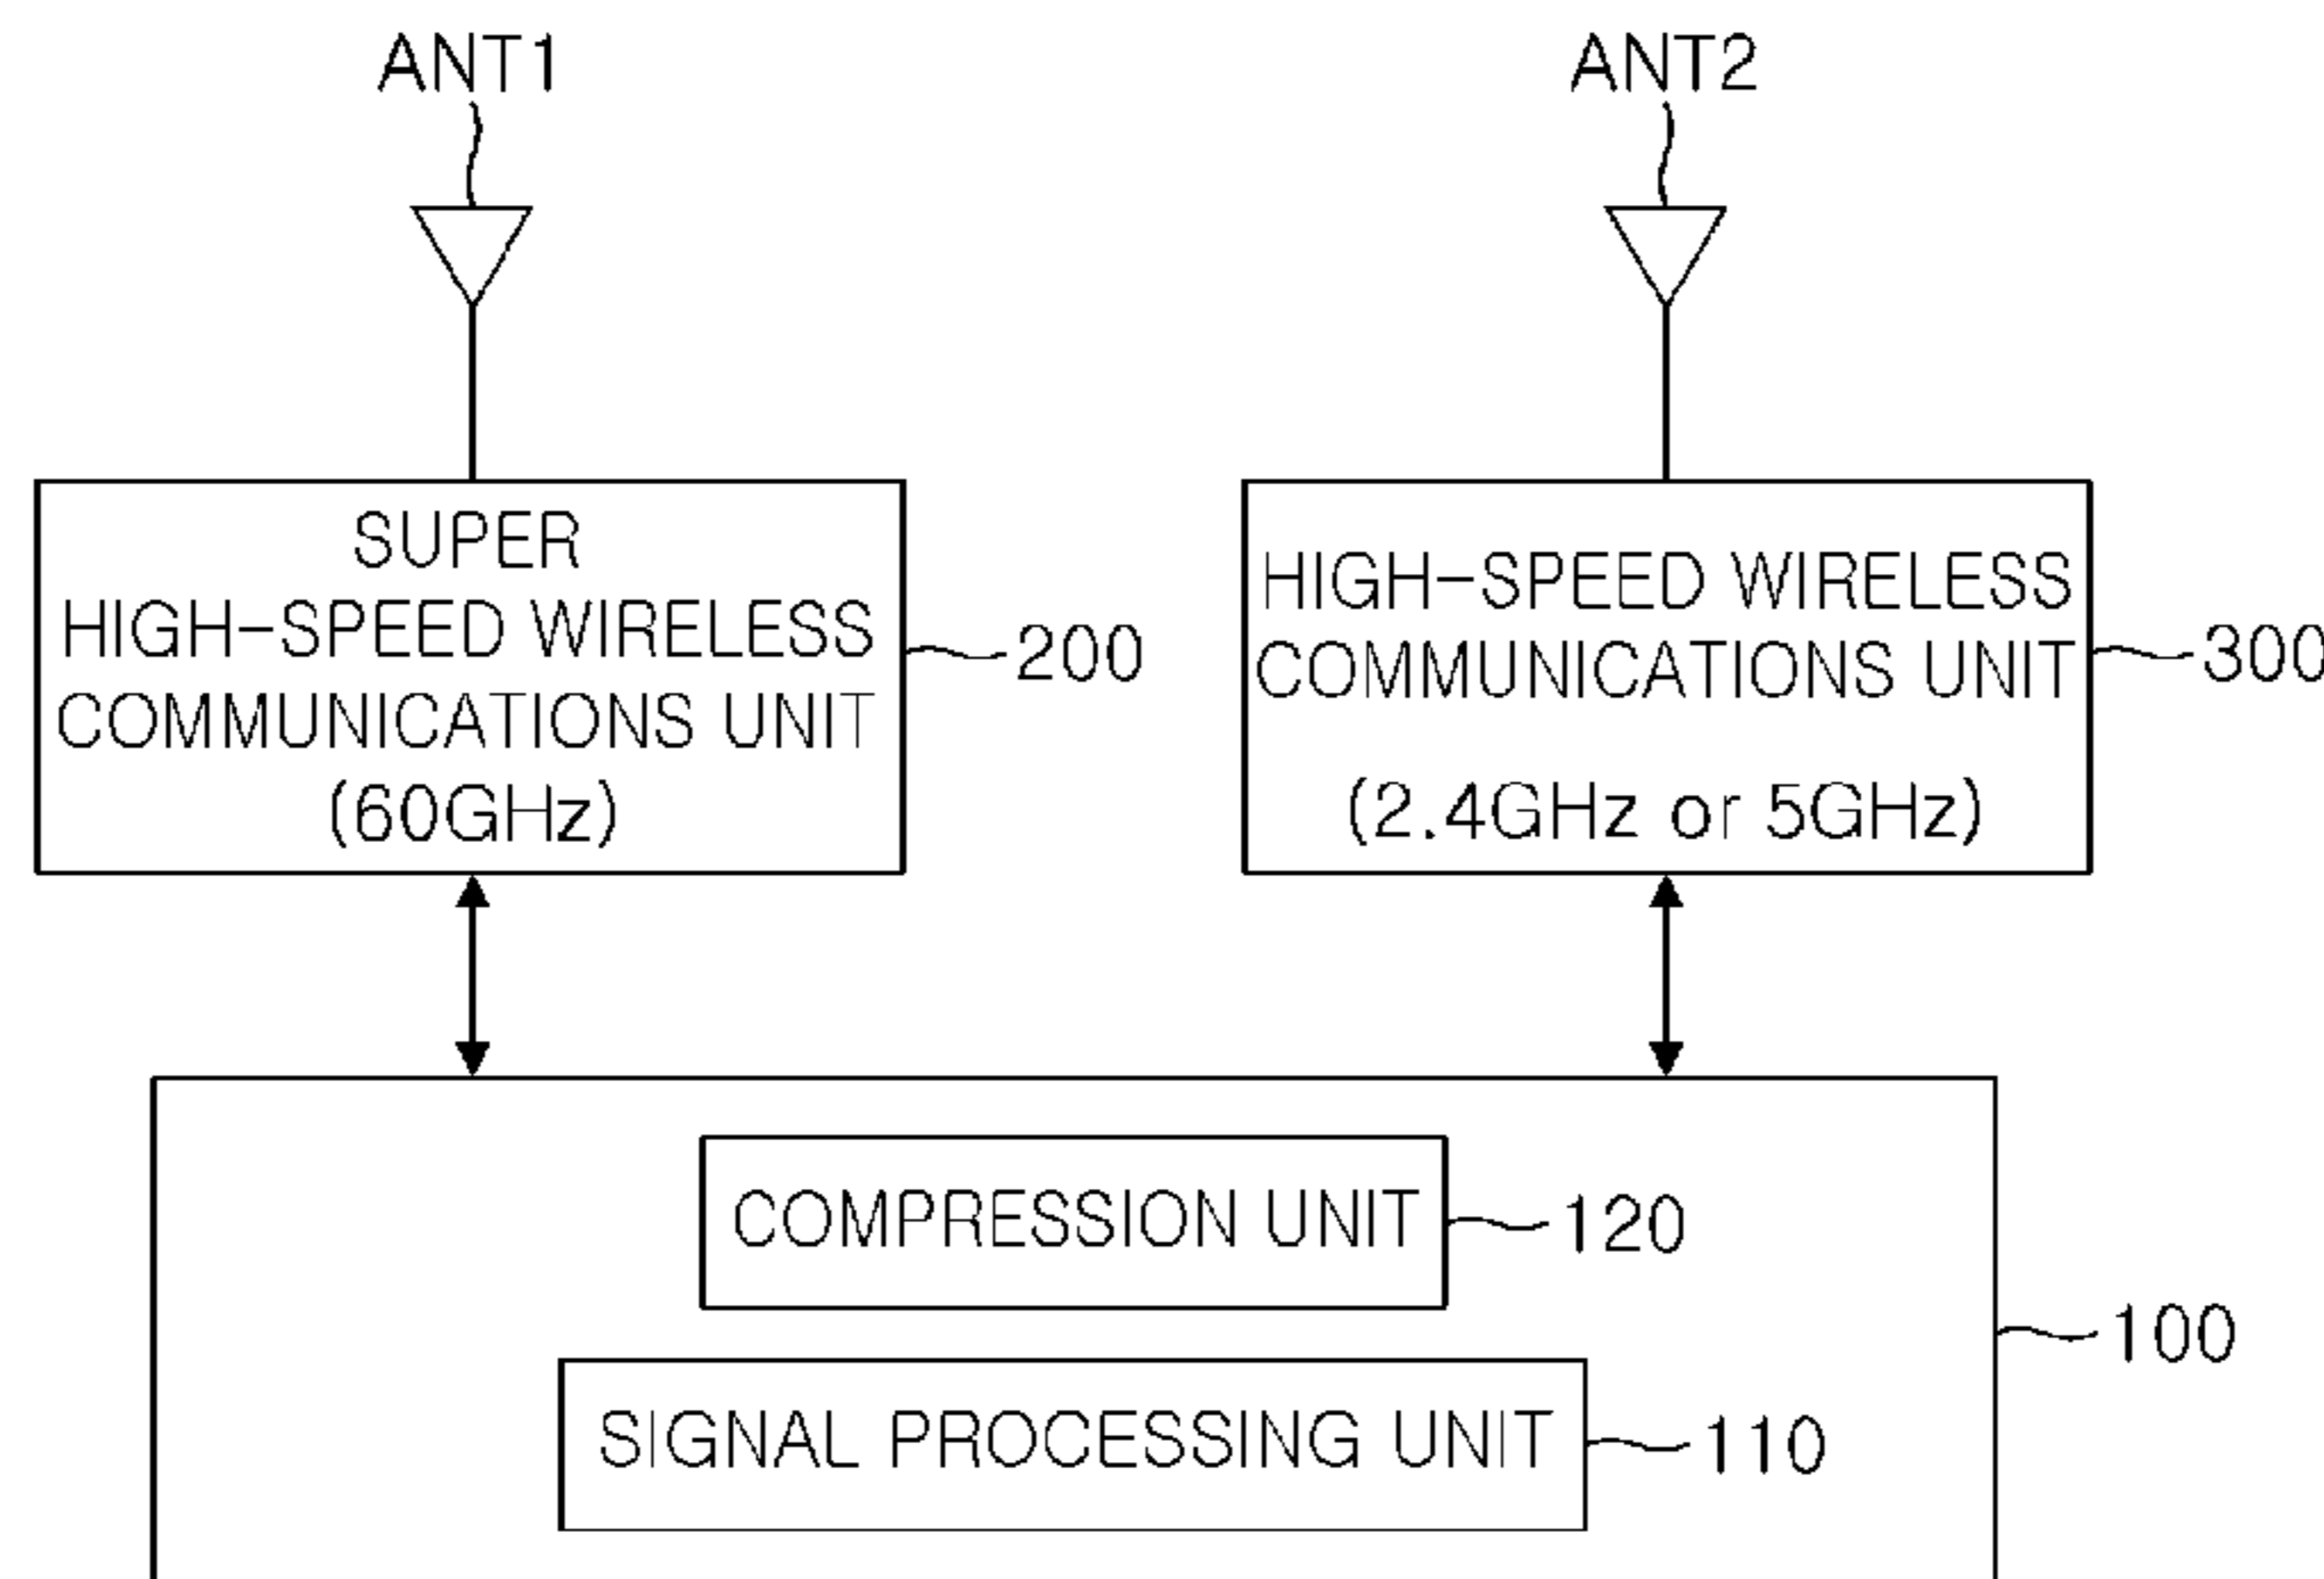 ANT1
ANT2
SUPER
HIGH-SPEED WIRELESS
COMMUNICATIONS UNIT
(60GHz)
200
HIGH-SPEED WIRELESS
COMMUNICATIONS UNIT
(2.4GHz or 5GHz)
300
COMPRESSION UNIT
120
100
SIGNAL PROCESSING UNIT
110